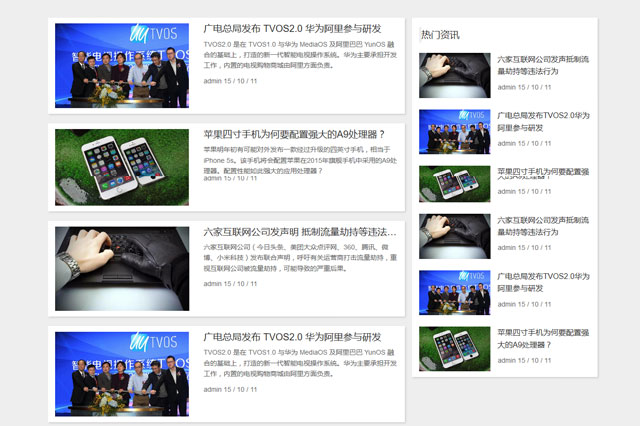 广电总局发布 TVOS2.0 华为阿里参与研发
TVOS2.0 是在 TVOS1.0 与华为 MediaOS 及阿里巴巴 YunOS 融
合的基础上，打造的新一代智能电视操作系统。华为主要承担开发
工作，内置的电视购物商城由阿里方面负责。
admin 15 / 10 / 11
苹果四寸手机为何要配置强大的A9处理器？
苹果明年初有可能对外发布一款经过升级的四英寸手机，相当于
iPhone 5s。该手机将会配置苹果在2015年旗舰手机中采用的A9处
理器。配置性能如此强大的应用处理器？
admin 15 / 10 / 11
六家互联网公司发声明 抵制流量劫持等违法…
六家互联网公司（今日头条、美团大众点评网、360、腾讯、微
博、小米科技）发布联合声明，呼吁有关运营商打击流量劫持，重
视互联网公司被流量劫持，可能导致的严重后果。
admin 15 / 10 / 11
广电总局发布 TVOS2.0 华为阿里参与研发
TVOS2.0 是在 TVOS1.0 与华为 MediaOS 及阿里巴巴 YunOS 融
合的基础上，打造的新一代智能电视操作系统。华为主要承担开发
工作，内置的电视购物商城由阿里方面负责。
admin 15 / 10 / 11
热门资讯
六家互联网公司发声抵制流
量劫持等违法行为
admin 15 / 10 / 11
广电总局发布TVOS2.0华为
阿里参与研发
admin 15 / 10 / 11
苹果四寸手机为何要配置强
大的A9处理器
admin 15 / 10 / 11
六家互联网公司发声抵制流
量劫持等违法行为
admin 15 / 10 / 11
广电总局发布TVOS2.0华为
阿里参与研发
admin 15 / 10 / 11
苹果四寸手机为何要配置强
大的A9处理器
admin 15 / 10 / 11